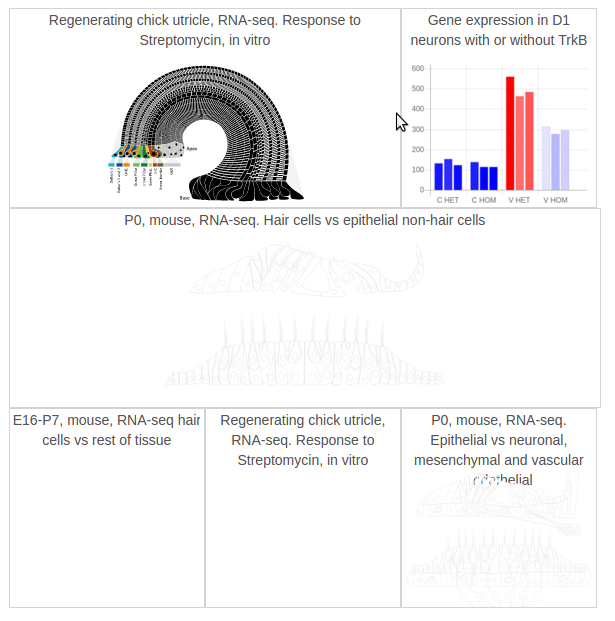 Regenerating chick utricle, RNA-seq. Response to
Streptomycin, in vitro
Apex
Base
Gene expression in D1
neurons with or without TrkB
600
500
400
300
200
100
0
C HET C HOM V HET V HOM
P0, mouse, RNA-seq. Hair cells vs epithelial non-hair cells
E16-P7, mouse, RNA-seq hair
cells vs rest of tissue
Regenerating chick utricle,
RNA-seq. Response to
Streptomycin, in vitro
P0, mouse, RNA-seq.
Epithelial vs neuronal,
mesenchymal and vascular
endothelial